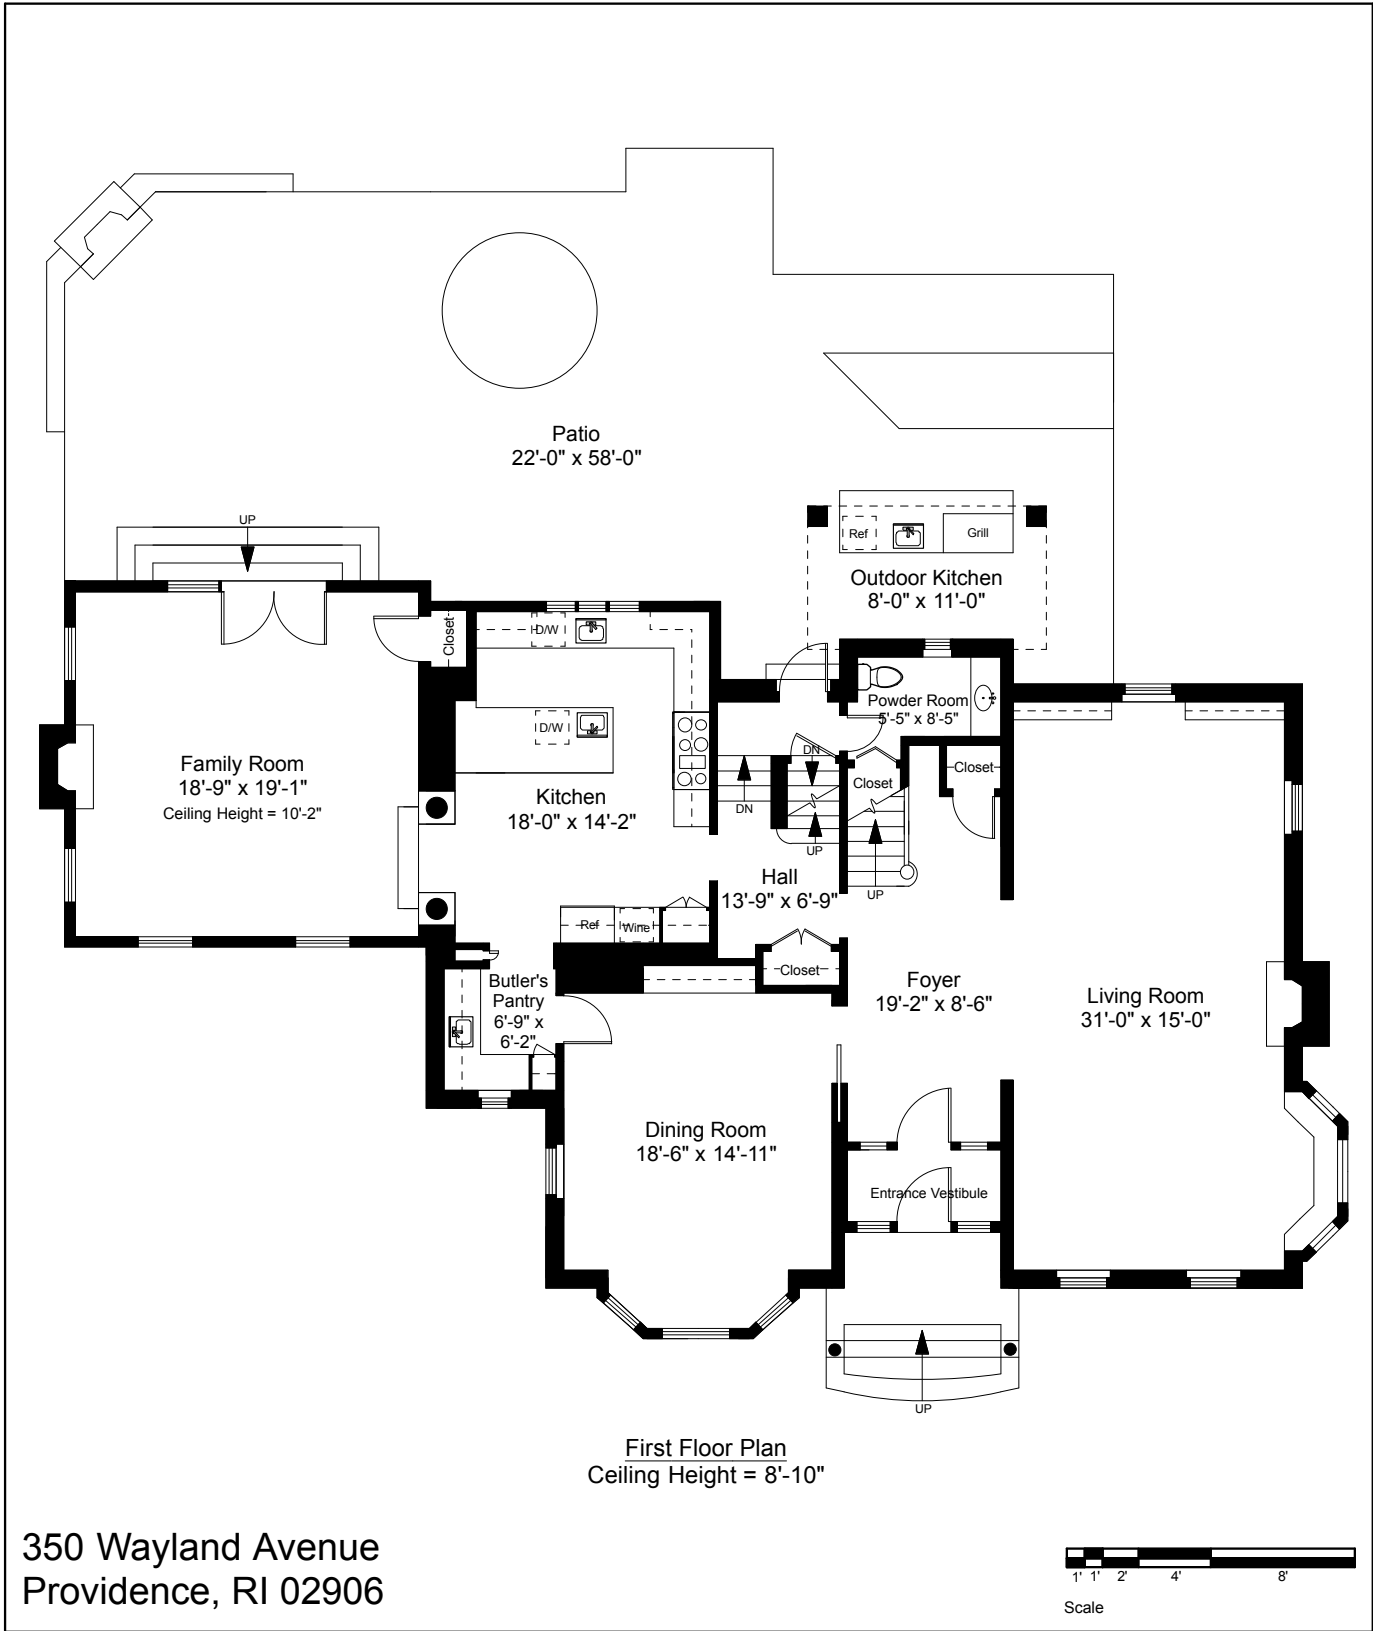 Patio
22'-0" x 58'-0"
UP
Ref
Grill
Outdoor Kitchen
8'-0" x 11'-0"
Closet
D/W
D/W
Powder Room
5'-5" x 8'-5"
Family Room
18'-9" x 19'-1"
Ceiling Height = 10'-2"
Kitchen
18'-0" x 14'-2"
DN
DN
UP
Closet
Closet
UP
Hall
13'-9" x 6'-9"
Ref
Wine
Closet
Butler's
Pantry
6'-9" x
6'-2"
Foyer
19'-2" x 8'-6"
Living Room
31'-0" x 15'-0"
Dining Room
18'-6" x 14'-11"
Entrance Vestibule
UP
First Floor Plan
Ceiling Height = 8'-10"
350 Wayland Avenue
Providence, RI 02906
1' 1' 2' 4' 8'
Scale